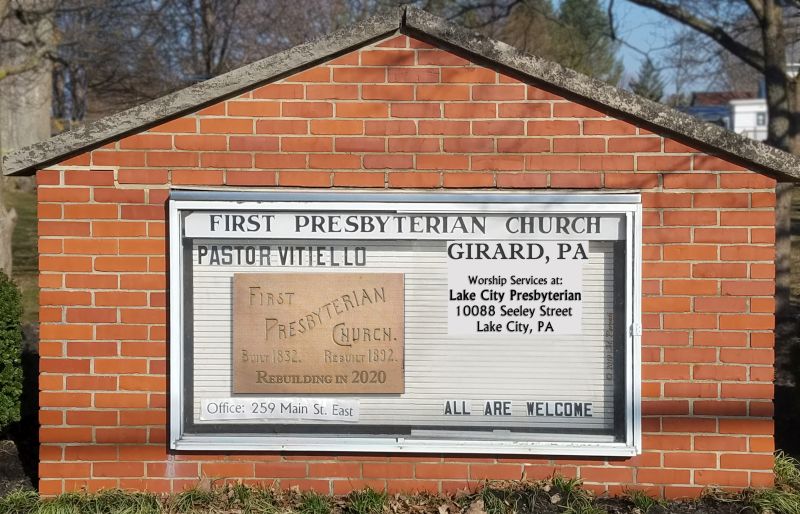 FIRST PRESBYTERIAN CHURCH
PASTOR VITIELLO
GIRARD, PA
Worship Services at:
Lake City Presbyterian
10088 Seeley Street
Lake City, PA
FIRST
PRESBYTERIAN
CHURCH.
BUILT 1832. REBUILT 1892.
REBUILDING IN 2020
Office: 259 Main St. East
ALL ARE WELCOME
© 2019